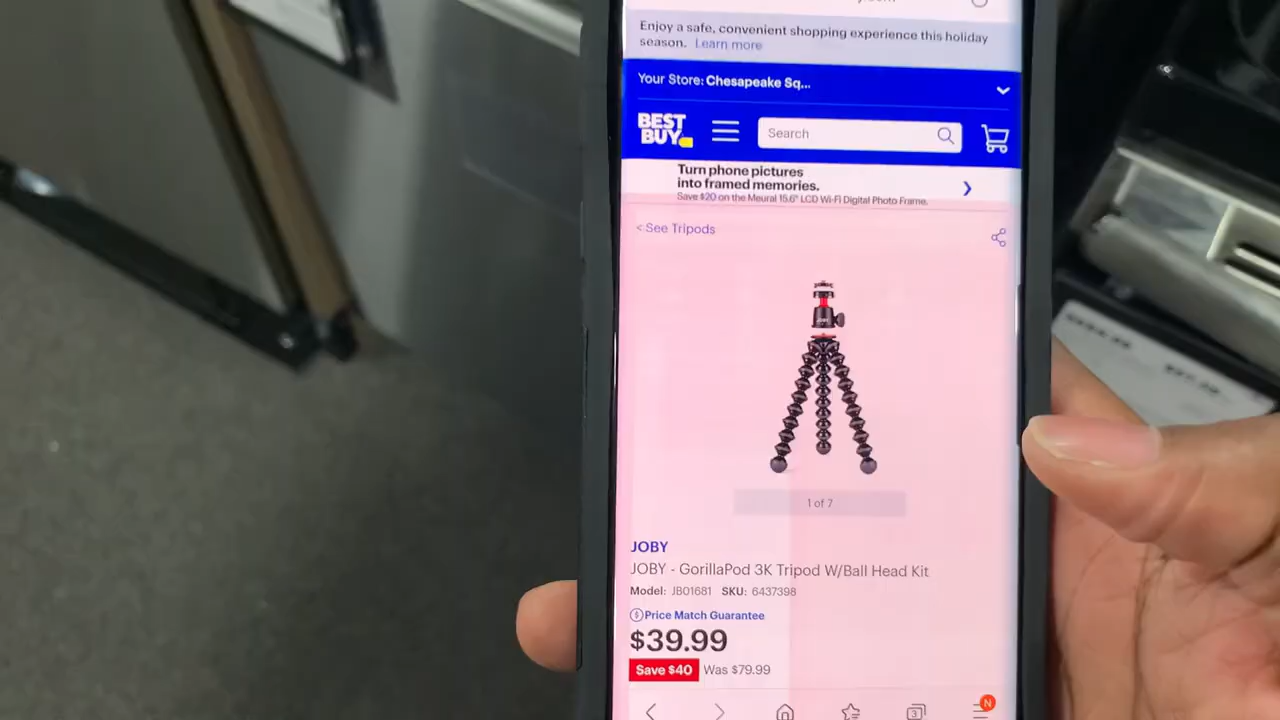 Enjoy a safe, convenient shopping experience this holiday
season. Learn more
Your Store: Chesapeake Sq...
BEST
BUY
Search
Turn phone pictures
into framed memories.
Save $20 on the Meural 15.6" LCD Wi-Fi Digital Photo Frame.
< See Tripods
JOBY
1 of 7
JOBY
JOBY - GorillaPod 3K Tripod W/Ball Head Kit
Model: JB01681 SKU: 6437398
Price Match Guarantee
$39.99
Save $40 Was $79.99
3
N